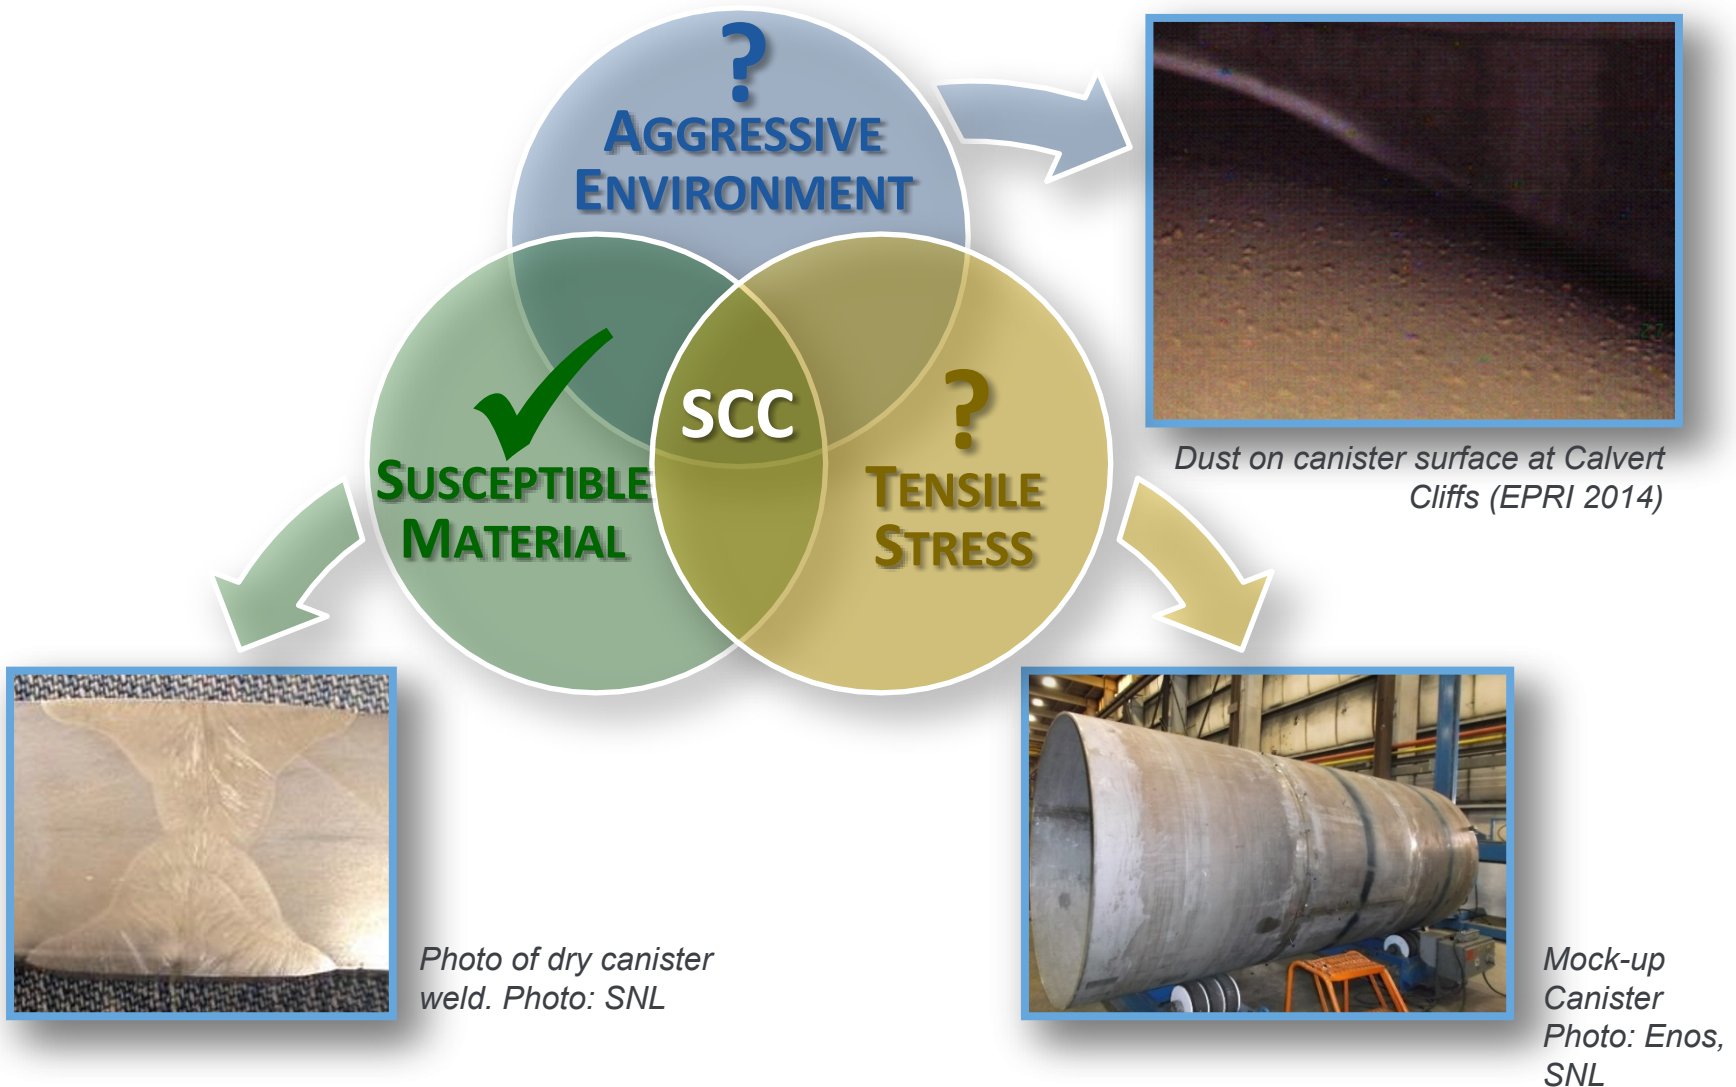 ?
AGGRESSIVE
ENVIRONMENT
SUSCEPTIBLE
MATERIAL
SCC
?
TENSILE
STRESS
Dust on canister surface at Calvert
Cliffs (EPRI 2014)
Photo of dry canister
weld. Photo: SNL
Mock-up
Canister
Photo: Enos,
SNL